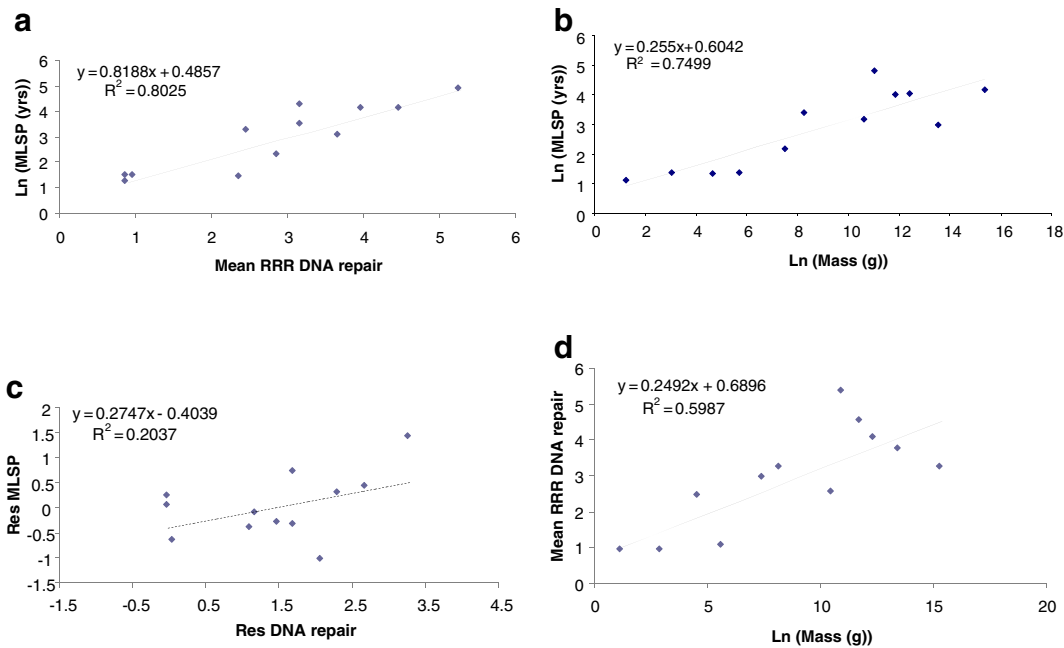 a
y=0.8188x+0.4857
R2=0.8025
Ln (MLSP (yrs))
6
5
4
3
2
1
0
0 1 2 3 4 5 6
Mean RRR DNA repair
b
y=0.255x+0.6042
R2 =0.7499
Ln (MLSP (yrs))
6
5
4
3
2
1
0
0 2 4 6 8 10 12 14 16 18
Ln (Mass (g))
c
y=0.2747x-0.4039
R2=0.2037
Res MLSP
2
1.5
1
0.5
0
-0.5
-1
-1.5
-1.5 -0.5 0.5 1.5 2.5 3.5 4.5
Res DNA repair
d
y=0.2492x + 0.6896
R2=0.5987
Mean RRR DNA repair
6
5
4
3
2
1
0
0 5 10 15 20
Ln (Mass (g))